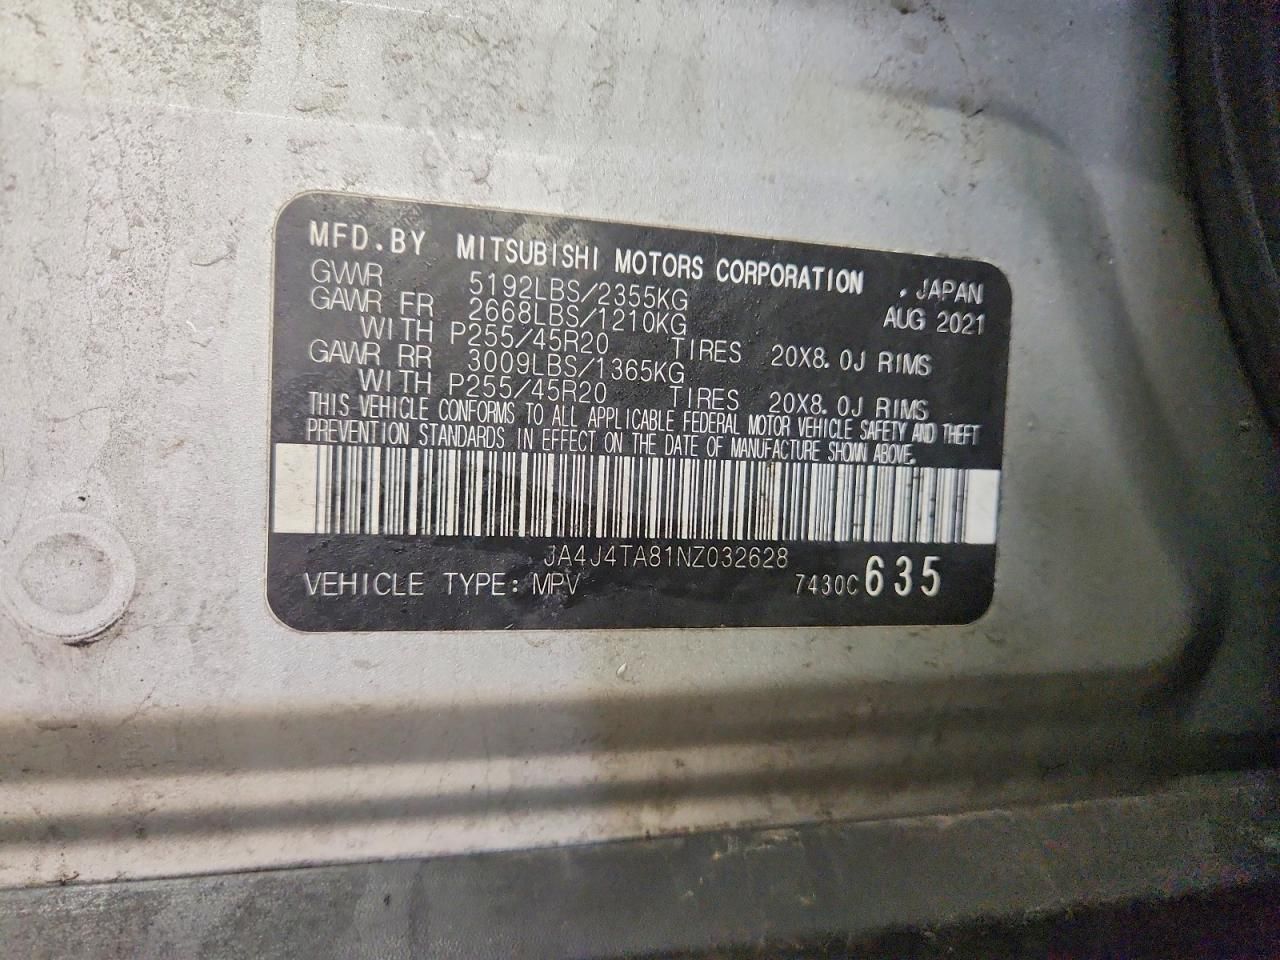 MFD.BY MITSUBISHI MOTORS CORPORATION , JAPAN
GVWR 5192LBS/2355KG AUG 2021
GAWR FR 2668LBS/1210KG
WITH P255/45R20 TIRES 20X8.0J RIMS
GAWR RR 3009LBS/1365KG
WITH P255/45R20 TIRES 20X8.0J RIMS
THIS VEHICLE CONFORMS TO ALL APPLICABLE FEDERAL MOTOR VEHICLE SAFETY AND THEFT
PREVENTION STANDARDS IN EFFECT ON THE DATE OF MANUFACTURE SHOWN ABOVE.
JA4J4TA81NZ032628
VEHICLE TYPE: MPV 7430C 635